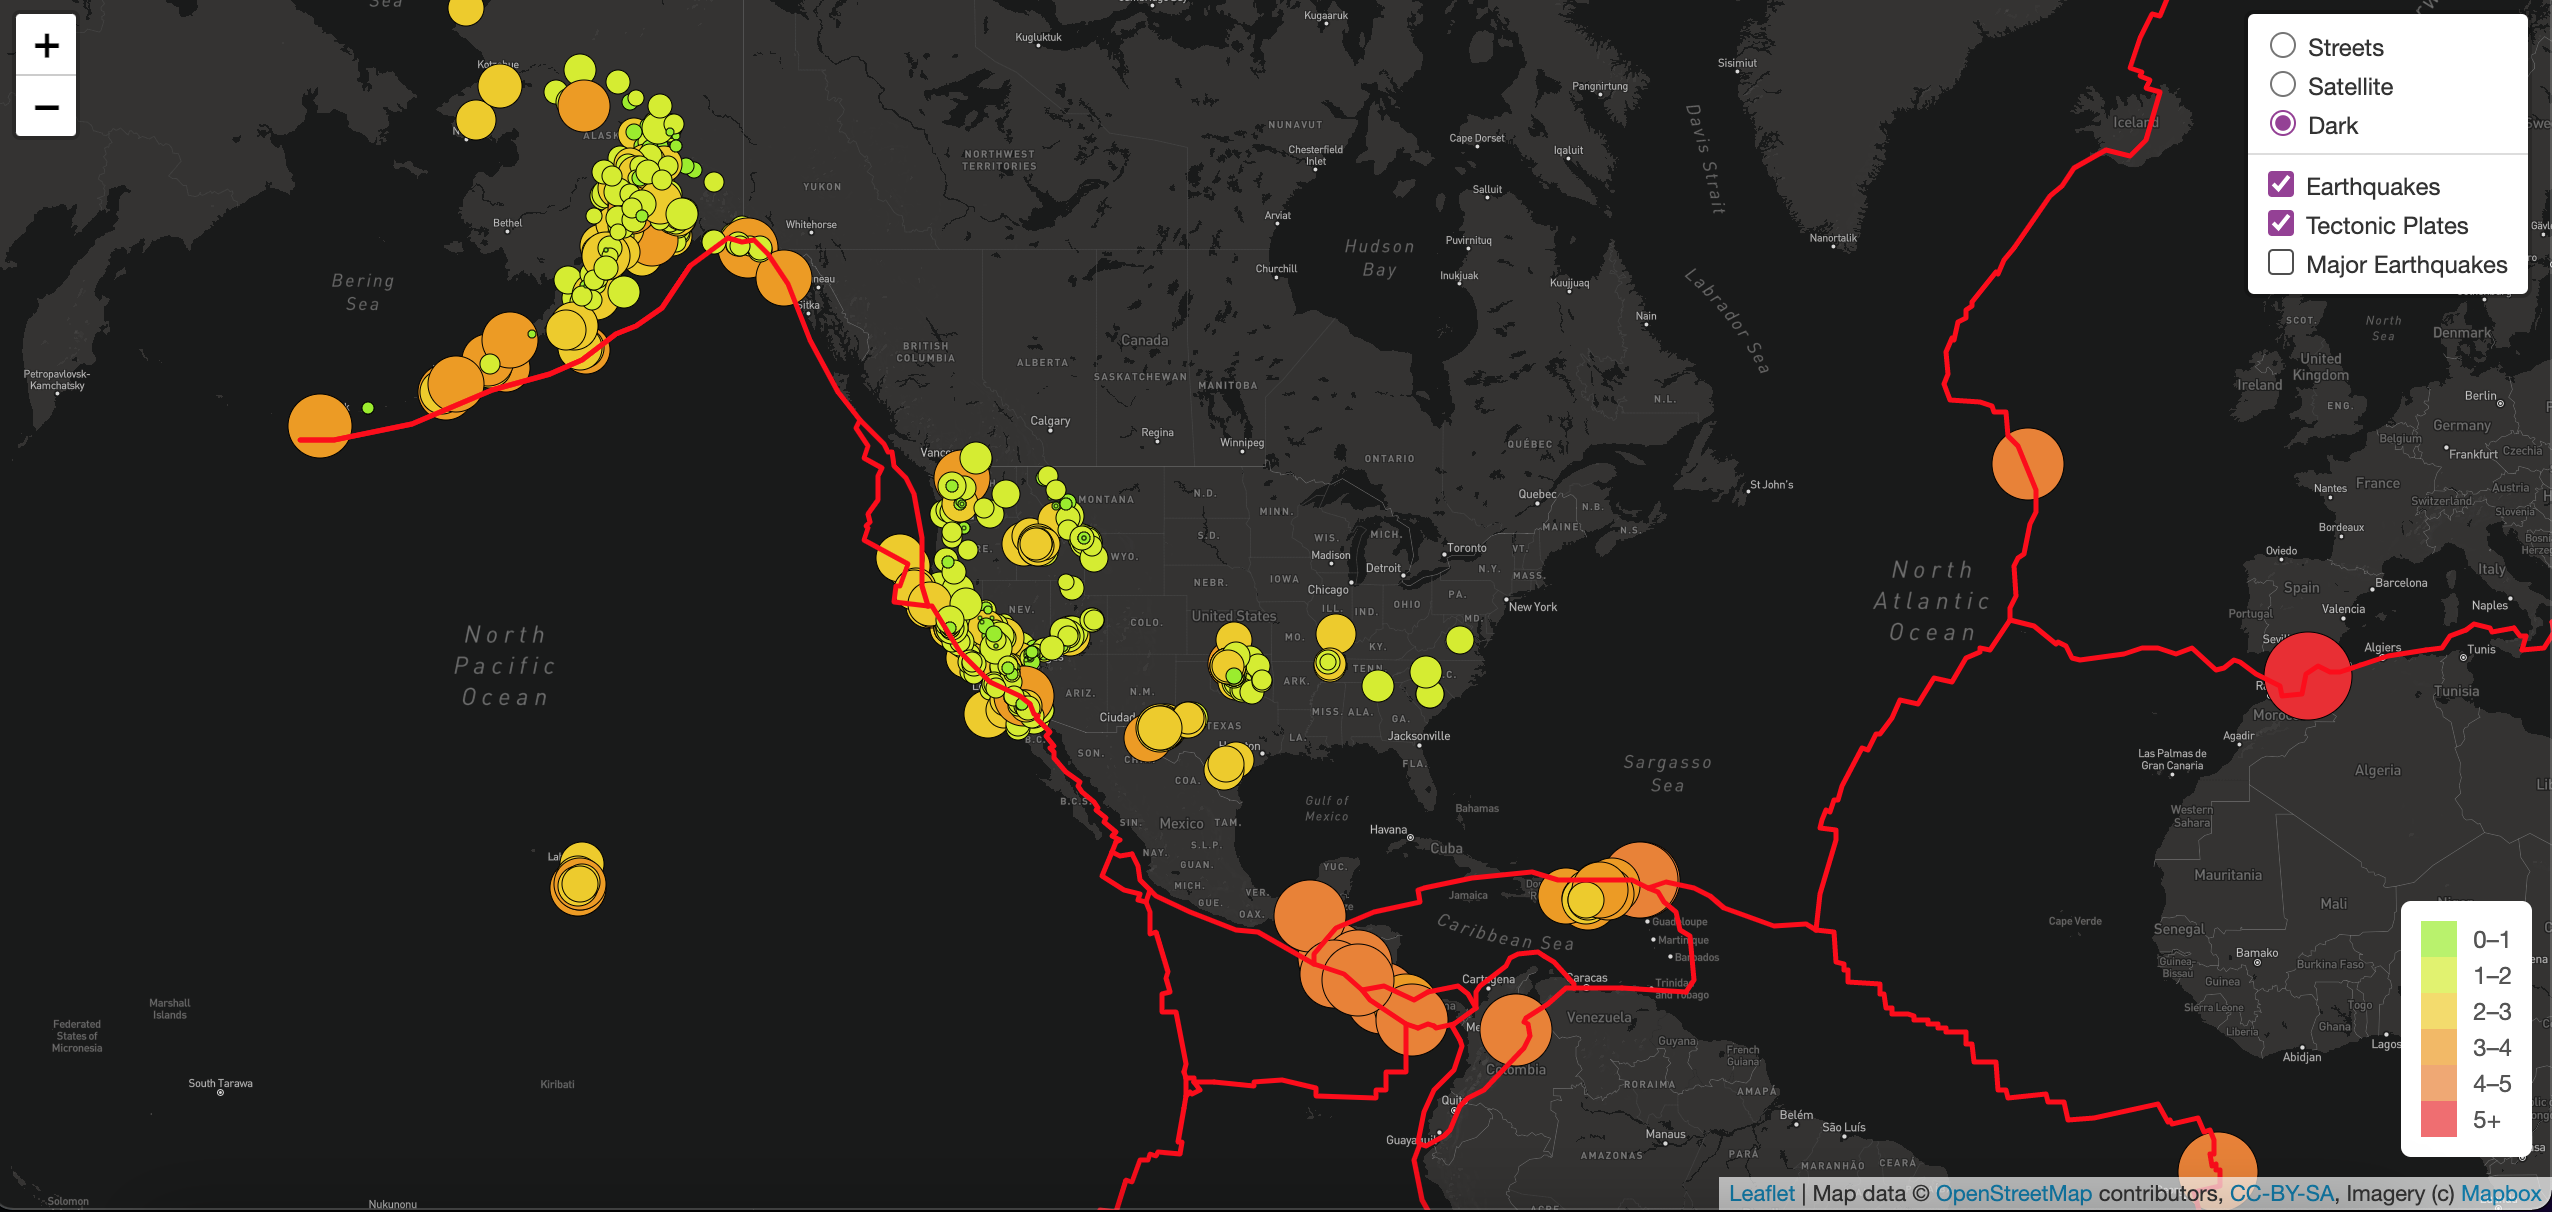 Sea
+
−
Kugluktuk
Kugaaruk
Sisimiut
Pangnirtung
Davis Strait
Iceland
Streets
Satellite
Dark
Earthquakes
Tectonic Plates
Major Earthquakes
NUNAVUT
Cape Dorset
Iqaluit
Chesterfield
Inlet
NORTHWEST
TERRITORIES
YUKON
Salluit
Whitehorse
Bethel
Arviat
Puvirnituq
Nanortalik
Hudson
Bay
Churchill
Inukjuak
Kuujjuaq
Labrador Sea
Nain
Bering
Sea
Sitka
Petropavlovsk-
Kamchatsky
BRITISH
COLUMBIA
ALBERTA
Canada
SASKATCHEWAN
MANITOBA
N.L.
SCOT.
North
Sea
Denmark
United
Kingdom
Ireland
ENG.
Berlin
Germany
Belgium
Frankfurt
Czechia
Calgary
Regina
Winnipeg
ONTARIO
QUÉBEC
Quebec
N.B.
MAINE
N.S.
St John's
Nantes
France
Switzerland
Austria
Slovenia
Bordeaux
Oviedo
Italy
Spain
Barcelona
Portugal
Valencia
Naples
Algiers
Tunis
Tunisia
MONTANA
N.D.
MINN.
S.D.
WIS.
MICH.
Madison
Toronto
VT.
WYO.
Detroit
N.Y.
MASS.
NEBR.
IOWA
Chicago
New York
OHIO
PA.
ILL.
IND.
NEV.
COLO.
United States
MO.
KY.
MD.
TENN.
ARK.
ARIZ.
N.M.
MISS.
ALA.
GA.
TEXAS
LA.
Jacksonville
FLA.
B.C.
SON.
COA.
B.C.S.
SIN.
Mexico
TAM.
S.L.P.
NAY.
GUAN.
MICH.
VER.
GUE.
OAX.
YUC.
Gulf of
Mexico
Bahamas
Havana
Cuba
Jamaica
Caribbean Sea
Sargasso
Sea
North
Atlantic
Ocean
North
Pacific
Ocean
Agadir
Las Palmas de
Gran Canaria
Algeria
Western
Sahara
Mauritania
Mali
Cape Verde
Senegal
Bamako
Guinea-
Bissau
Guinea
Burkina Faso
Sierra Leone
Togo
Ghana
Liberia
Abidjan
Lagos
Guadeloupe
Martinique
Barbados
Trinidad
and Tobago
Cartagena
Caracas
Venezuela
Guyana
French
Guiana
Colombia
RORAIMA
AMAPÁ
Quito
Guayaquil
Belém
São Luís
Manaus
AMAZONAS
PARÁ
MARANHÃO
CEARÁ
Marshall
Islands
Federated
States of
Micronesia
South Tarawa
Kiribati
Solomon
Nukunonu
0–1
1–2
2–3
3–4
4–5
5+
Leaflet | Map data © OpenStreetMap contributors, CC-BY-SA, Imagery (c) Mapbox